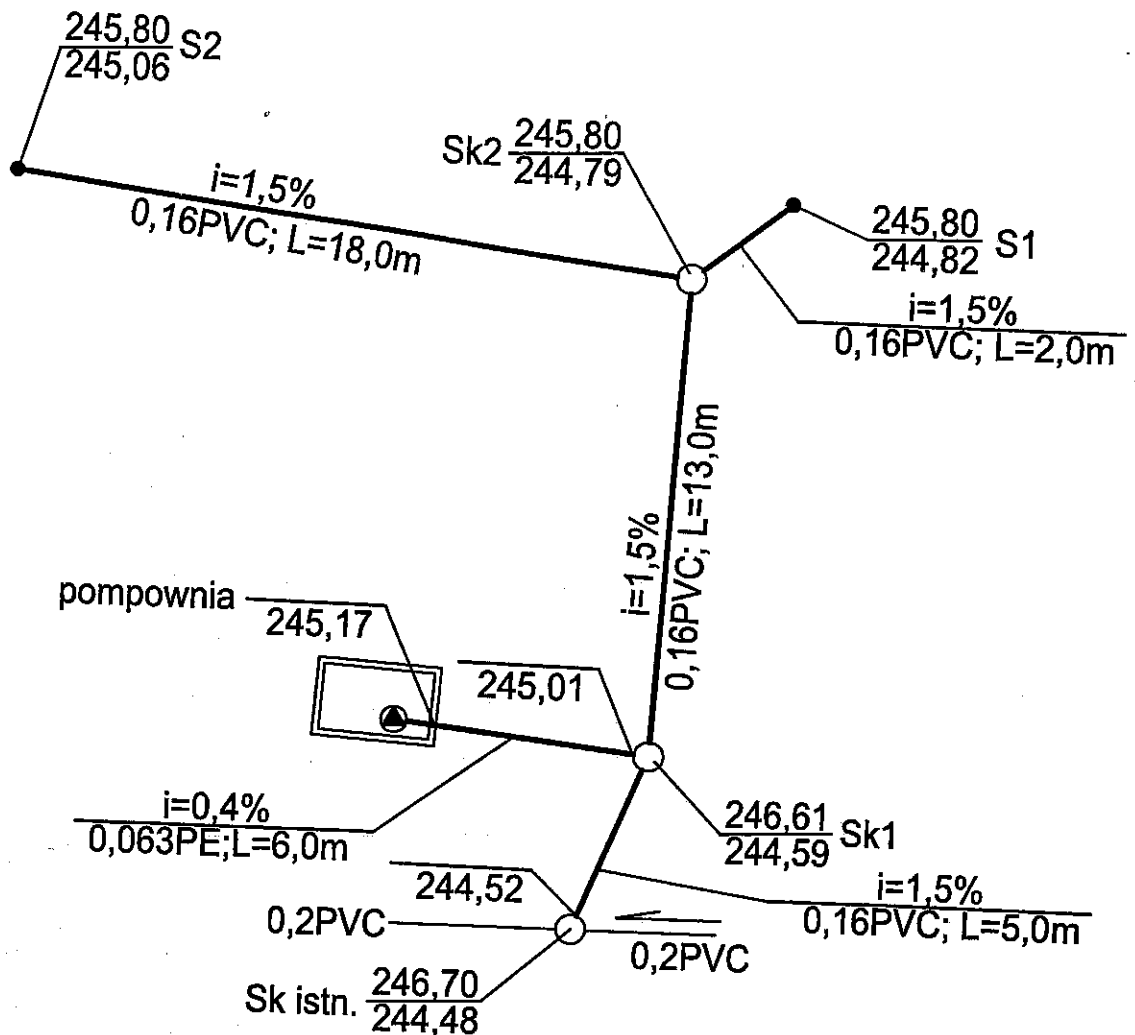 245,80
245,06
S2
Sk2
245,80
244,79
i=1,5%
0,16PVC; L=18,0m
245,80
244,82
S1
i=1,5%
0,16PVC; L=2,0m
i=1,5%
0,16PVC; L=13,0m
pompownia
245,17
245,01
i=0,4%
0,063PE;L=6,0m
246,61
244,59
Sk1
244,52
i=1,5%
0,16PVC; L=5,0m
0,2PVC
0,2PVC
Sk istn.
246,70
244,48